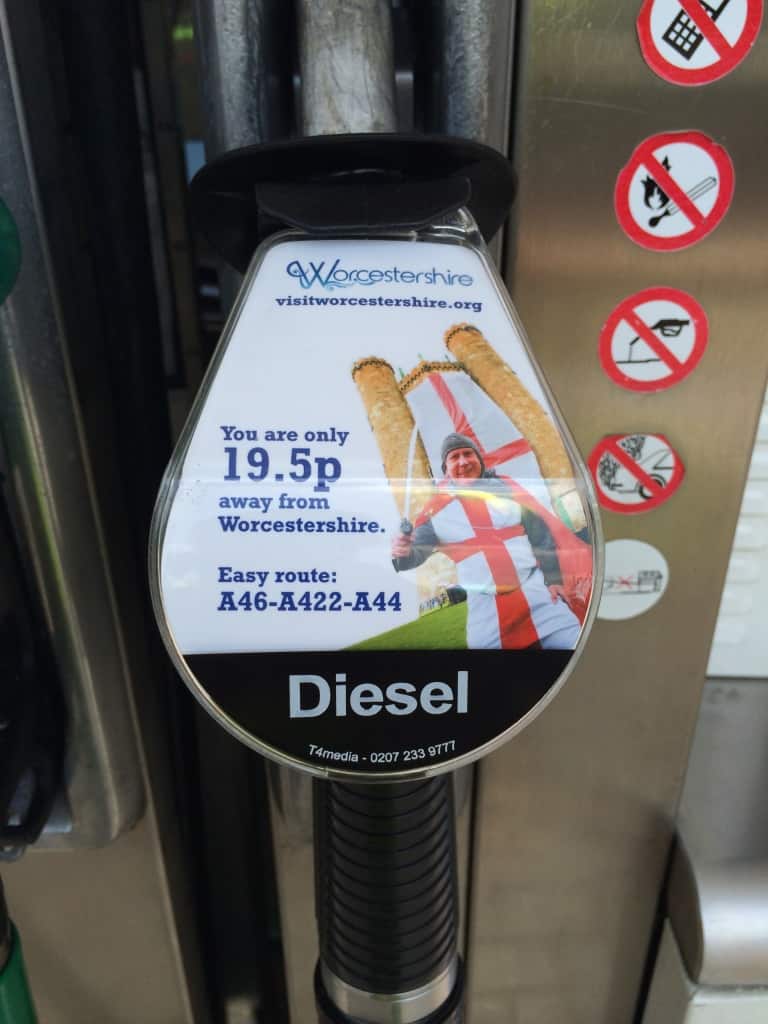 Worcestershire
visitworcestershire.org
You are only
19.5p
away from
Worcestershire.
Easy route:
A46-A422-A44
Diesel
T4media - 0207 233 9777